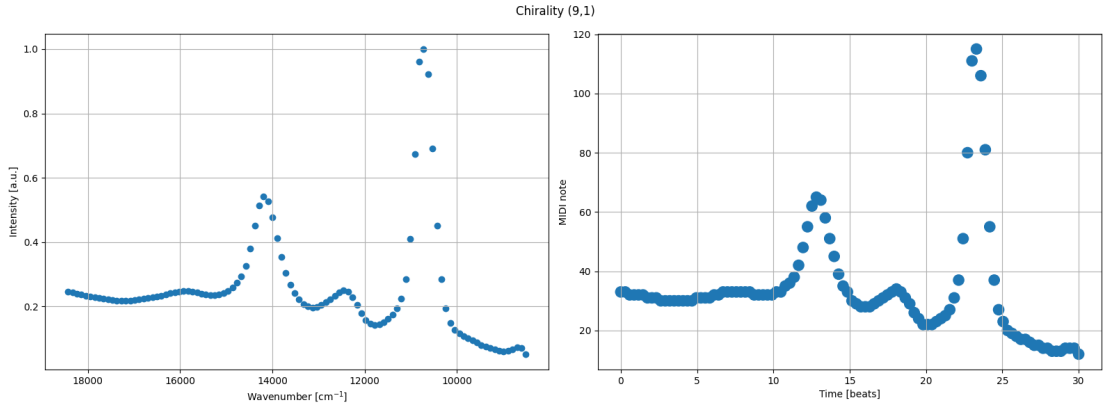 Chirality (9,1)
1.0
0.8
0.6
0.4
0.2
Intensity [a.u.]
18000 16000 14000 12000 10000
Wavenumber [cm⁻¹]
120
100
80
60
40
20
MIDI note
0 5 10 15 20 25 30
Time [beats]